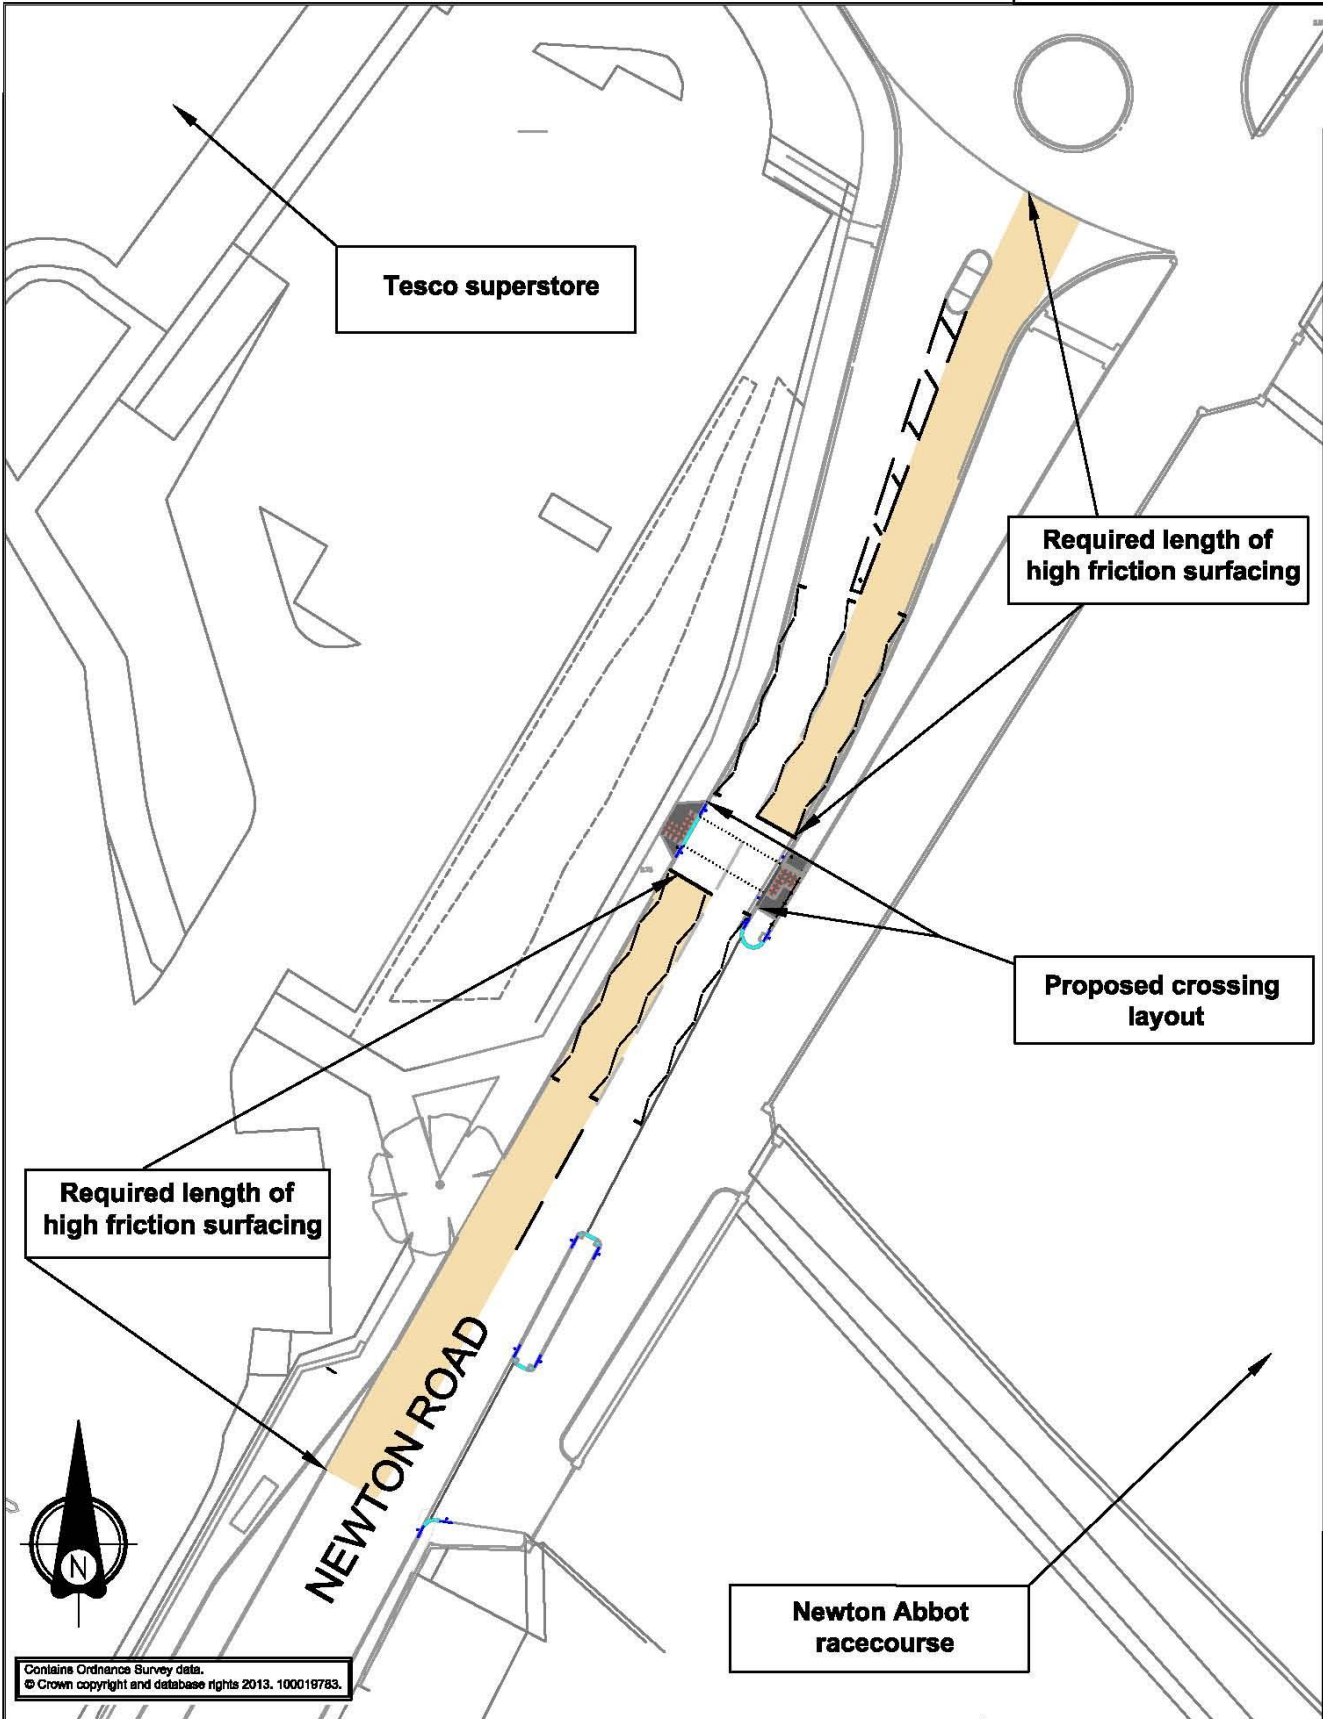 Tesco superstore
Required length of
high friction surfacing
Proposed crossing
layout
Required length of
high friction surfacing
NEWTON ROAD
N
Newton Abbot
racecourse
Contains Ordnance Survey data.
© Crown copyright and database rights 2013. 100019783.